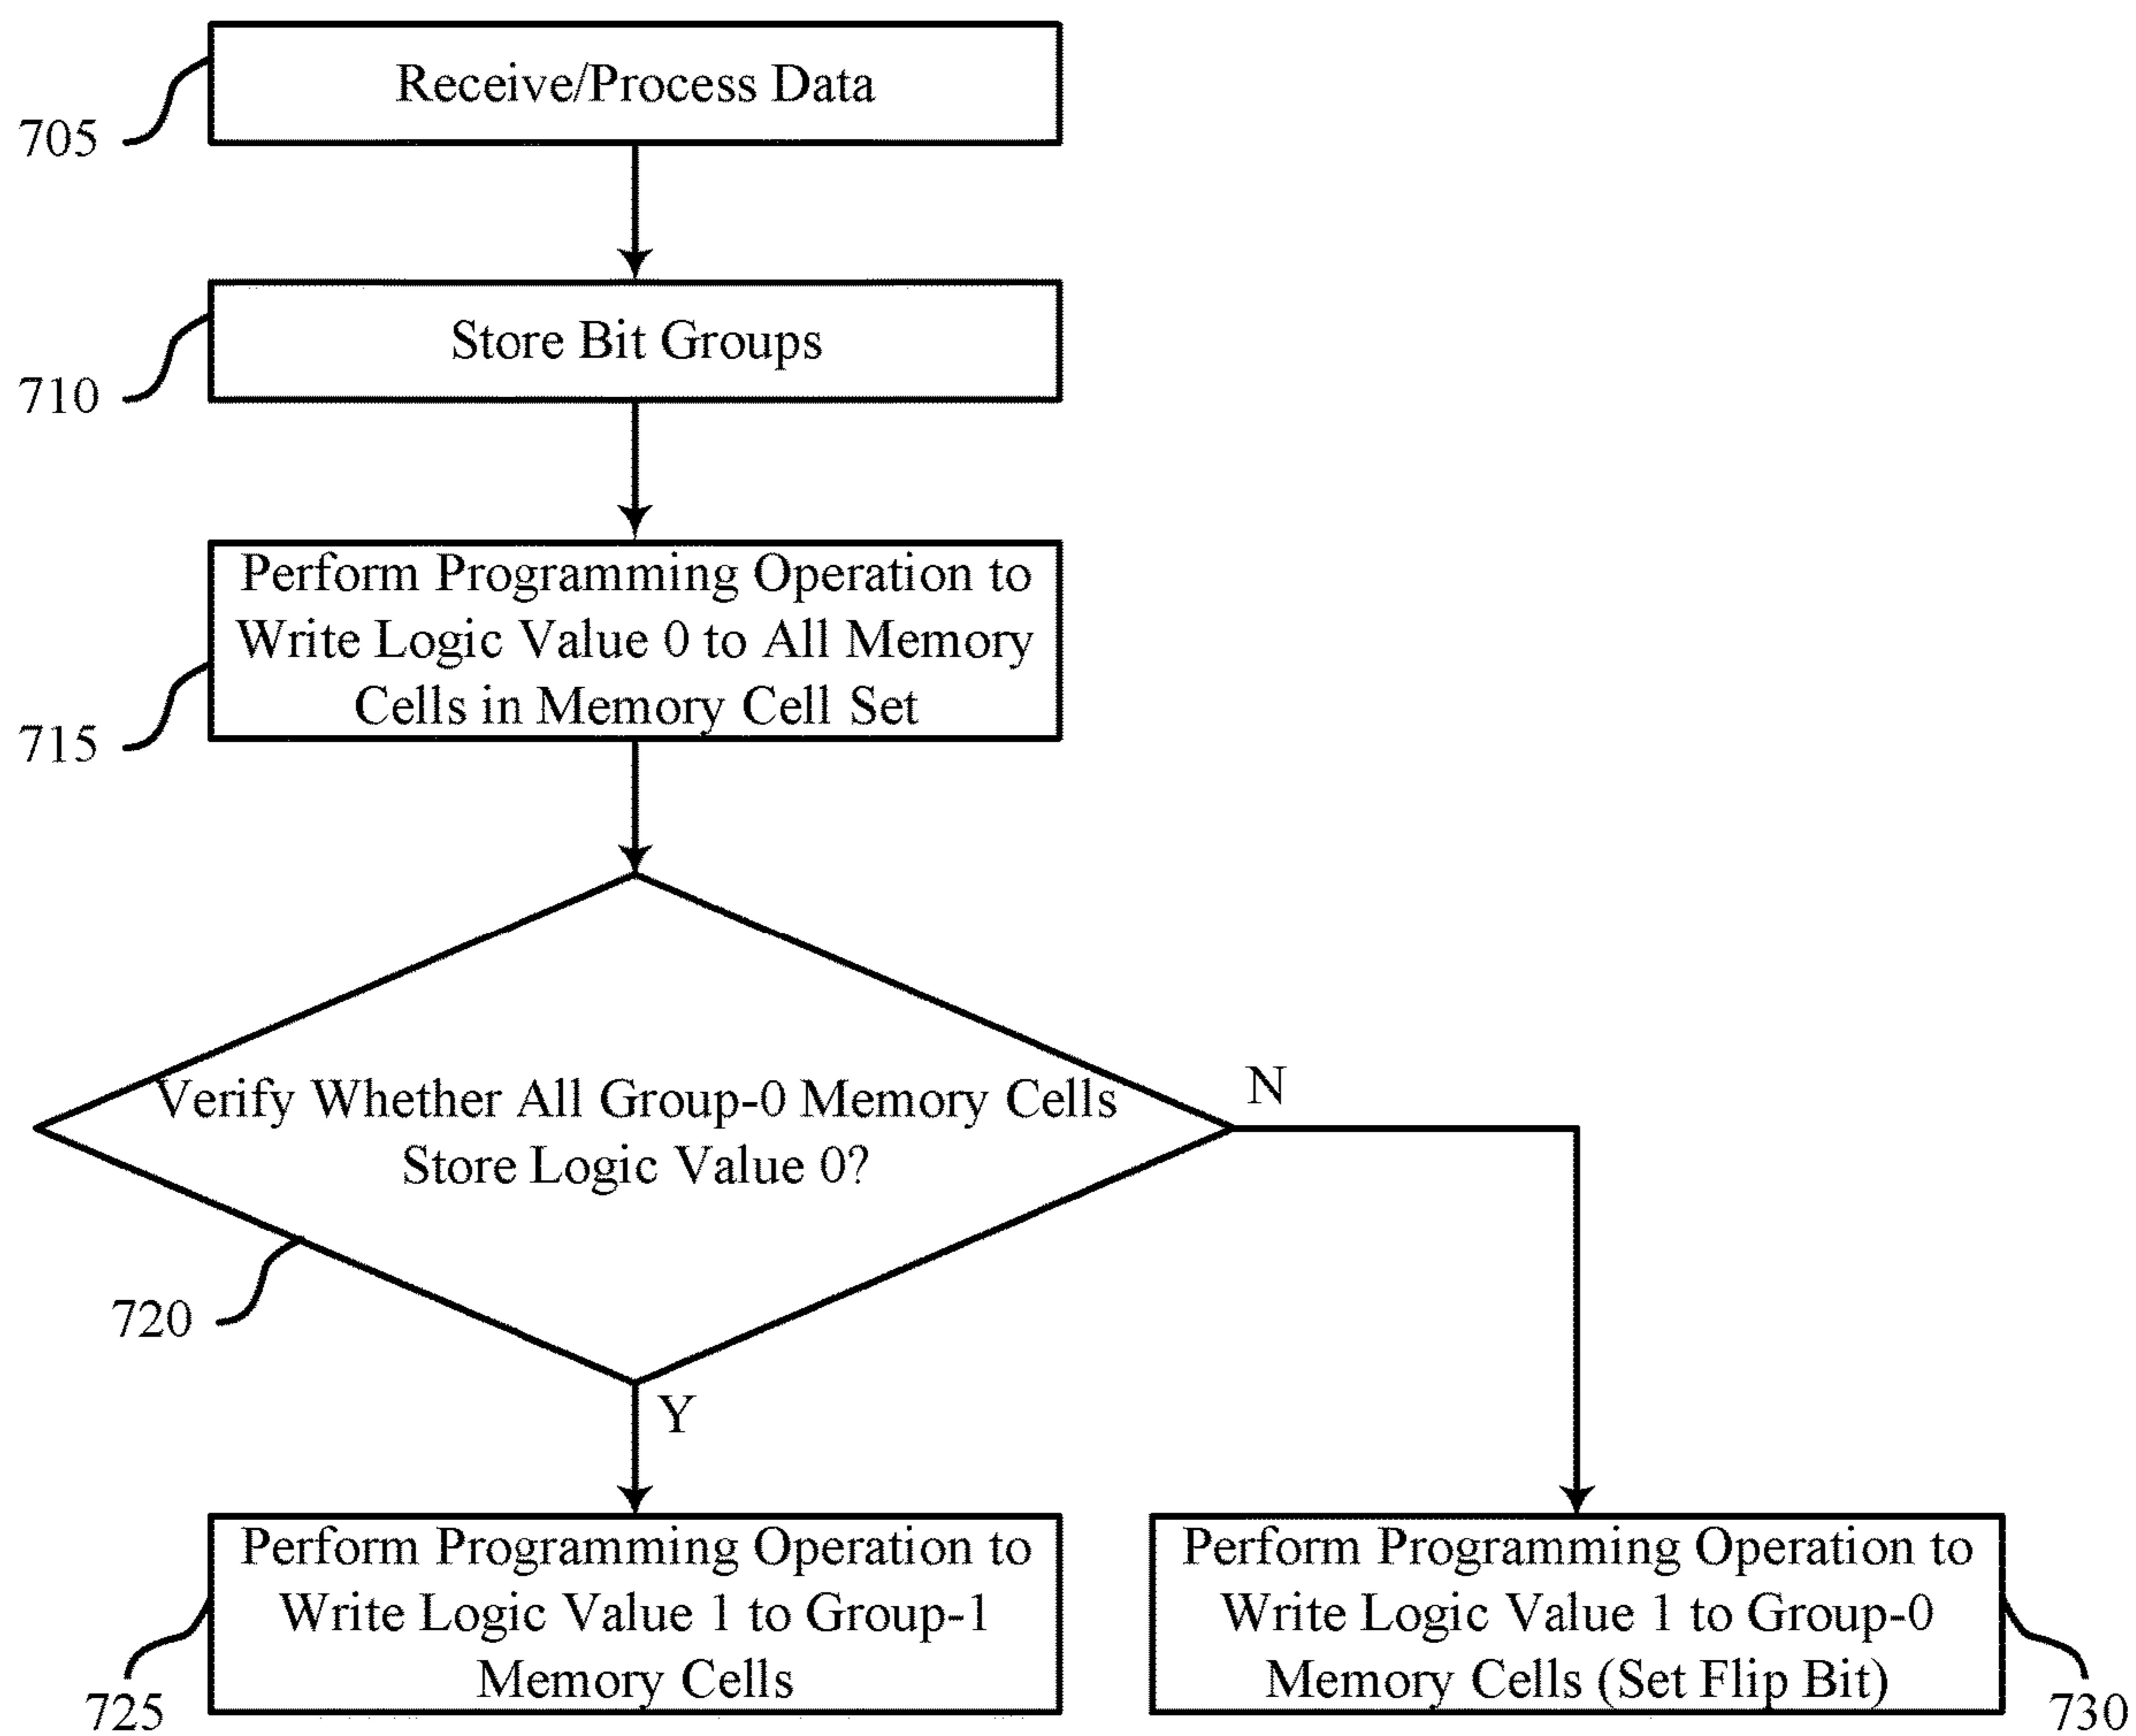 Receive/Process Data
705
Store Bit Groups
710
Perform Programming Operation to
Write Logic Value 0 to All Memory
Cells in Memory Cell Set
715
Verify Whether All Group-0 Memory Cells
Store Logic Value 0?
N
720
Y
Perform Programming Operation to
Write Logic Value 1 to Group-1
Memory Cells
725
Perform Programming Operation to
Write Logic Value 1 to Group-0
Memory Cells (Set Flip Bit)
730